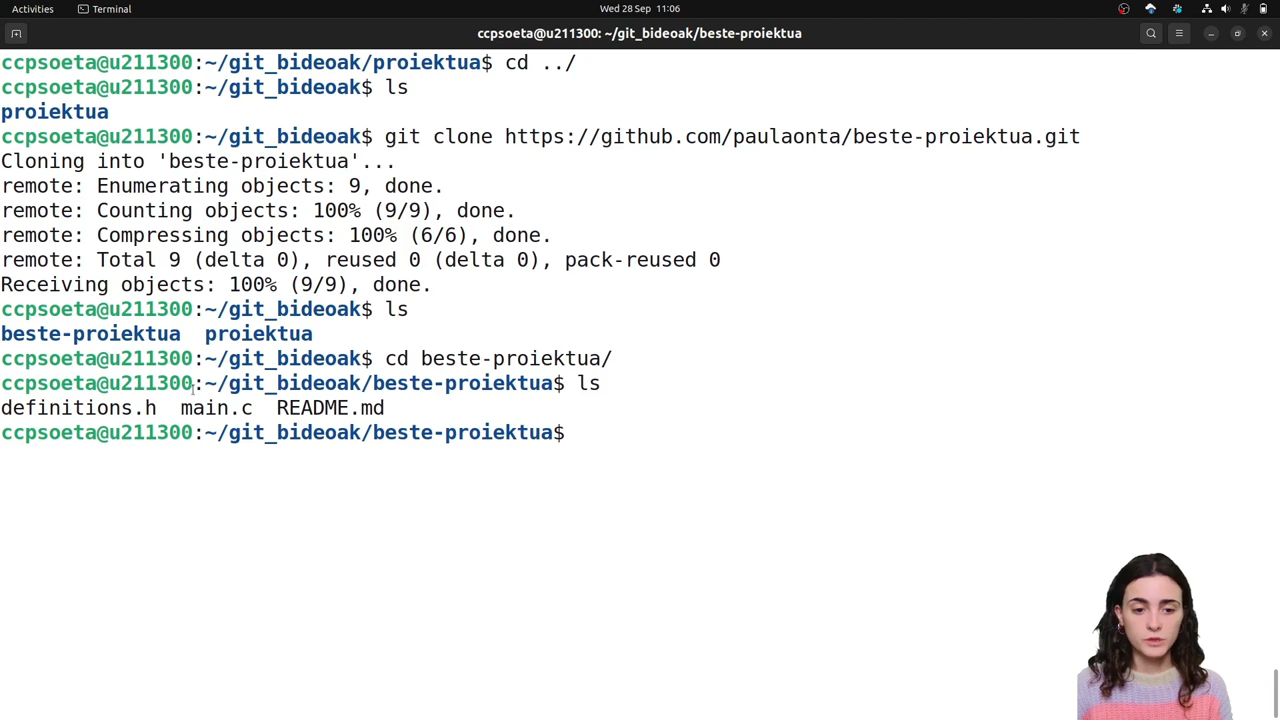 Activities
Terminal
Wed 28 Sep 11:06
ccpsoeta@u211300: ~/git_bideoak/beste-proiektua
ccpsoeta@u211300:~/git_bideoak/proiektua$ cd ../
ccpsoeta@u211300:~/git_bideoak$ ls
proiektua
ccpsoeta@u211300:~/git_bideoak$ git clone https://github.com/paulaonta/beste-proiektua.git
Cloning into 'beste-proiektua'...
remote: Enumerating objects: 9, done.
remote: Counting objects: 100% (9/9), done.
remote: Compressing objects: 100% (6/6), done.
remote: Total 9 (delta 0), reused 0 (delta 0), pack-reused 0
Receiving objects: 100% (9/9), done.
ccpsoeta@u211300:~/git_bideoak$ ls
beste-proiektua  proiektua
ccpsoeta@u211300:~/git_bideoak$ cd beste-proiektua/
ccpsoeta@u211300:~/git_bideoak/beste-proiektua$ ls
definitions.h  main.c  README.md
ccpsoeta@u211300:~/git_bideoak/beste-proiektua$